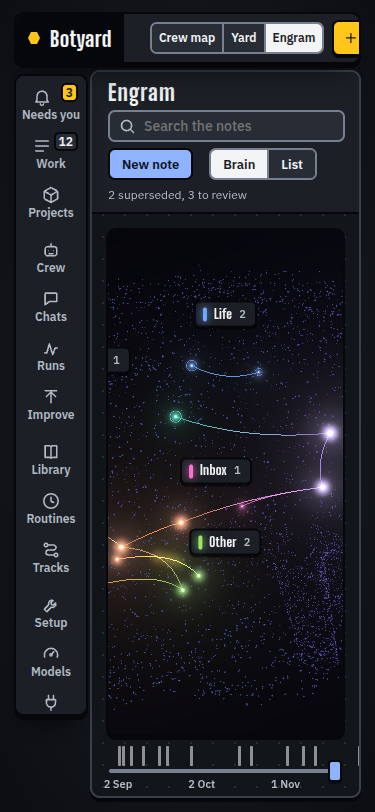 Botyard
Crew map Yard Engram +
3
Needs you
12
Work
Projects
Crew
Chats
Runs
Improve
Library
Routines
Tracks
Setup
Models
Engram
Search the notes
New note Brain List
2 superseded, 3 to review
Life 2
1
Inbox 1
Other 2
2 Sep 2 Oct 1 Nov